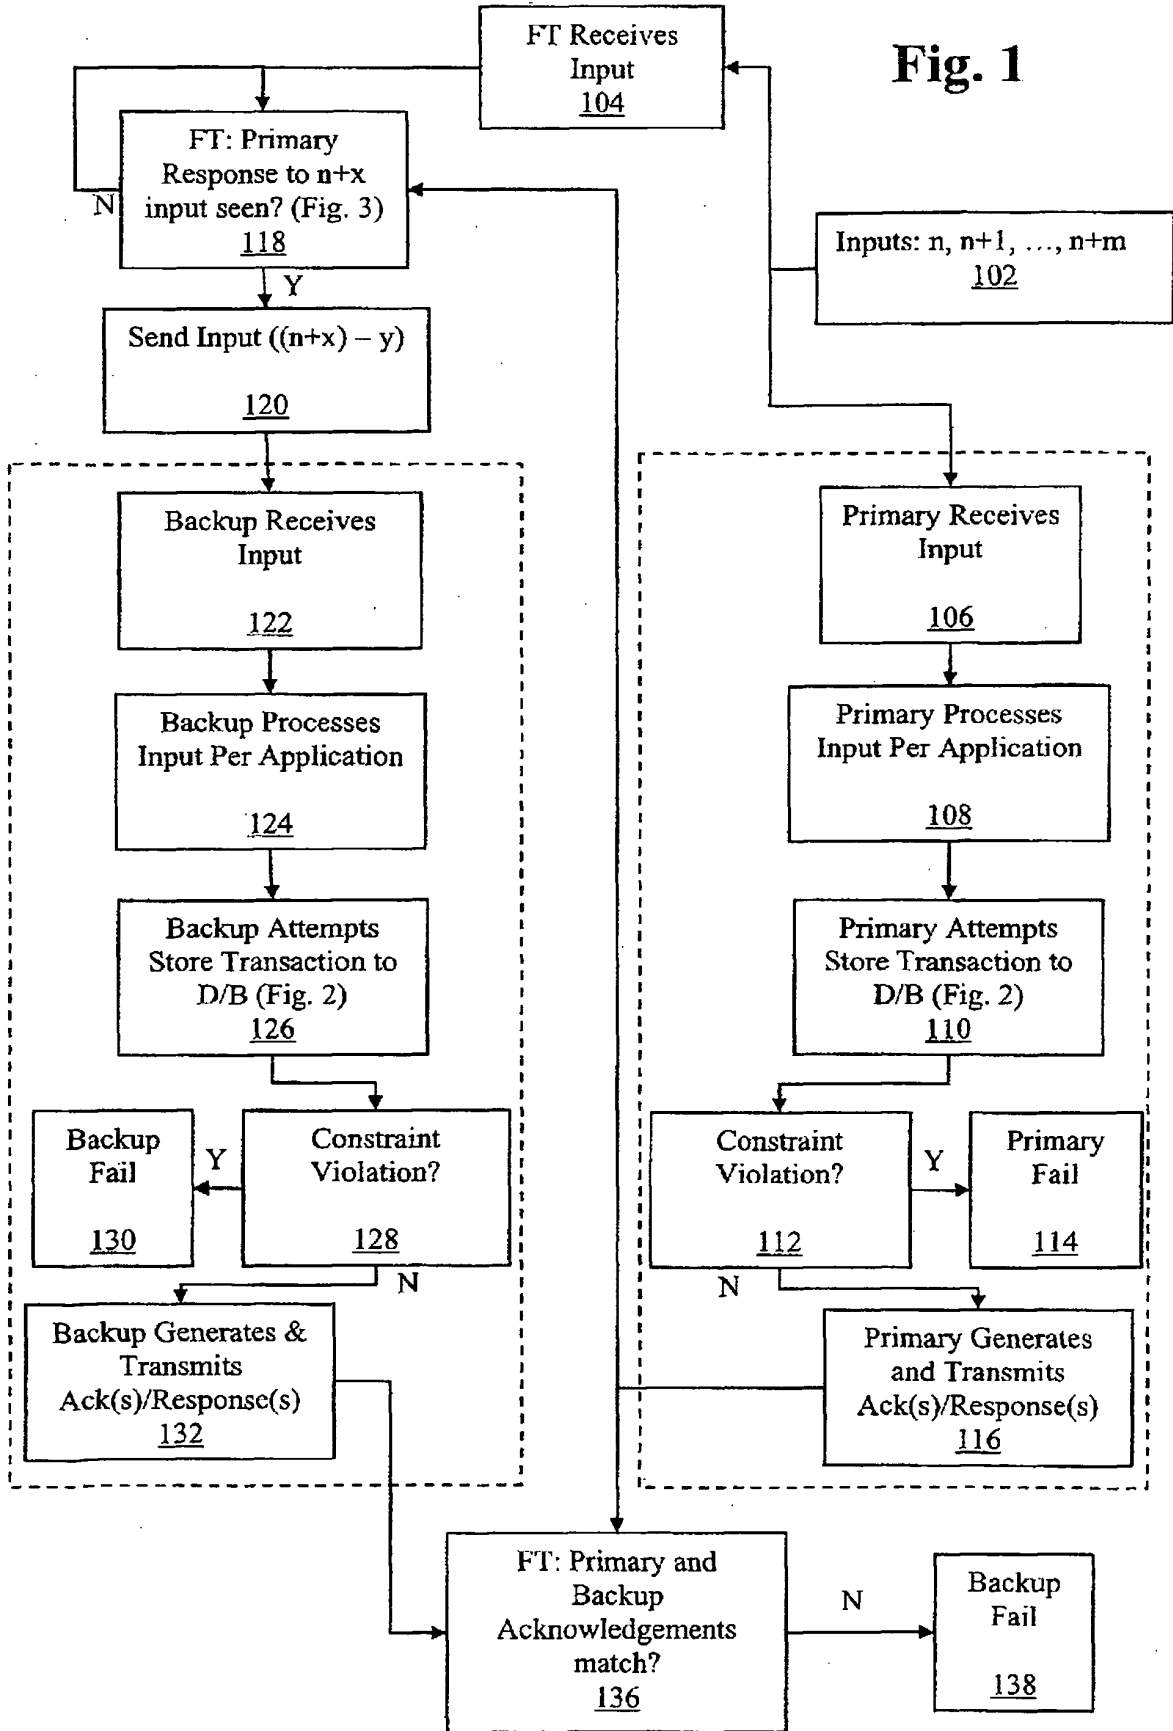 Fig. 1
FT Receives
Input
104
FT: Primary
Response to n+x
input seen? (Fig. 3)
118
N
Y
Inputs: n, n+1, ..., n+m
102
Send Input ((n+x) – y)
120
Backup Receives
Input
122
Primary Receives
Input
106
Backup Processes
Input Per Application
124
Primary Processes
Input Per Application
108
Backup Attempts
Store Transaction to
D/B (Fig. 2)
126
Primary Attempts
Store Transaction to
D/B (Fig. 2)
110
Backup
Fail
130
Y
Constraint
Violation?
128
N
Constraint
Violation?
112
Y
N
Primary
Fail
114
Backup Generates &
Transmits
Ack(s)/Response(s)
132
Primary Generates
and Transmits
Ack(s)/Response(s)
116
FT: Primary and
Backup
Acknowledgements
match?
136
N
Backup
Fail
138